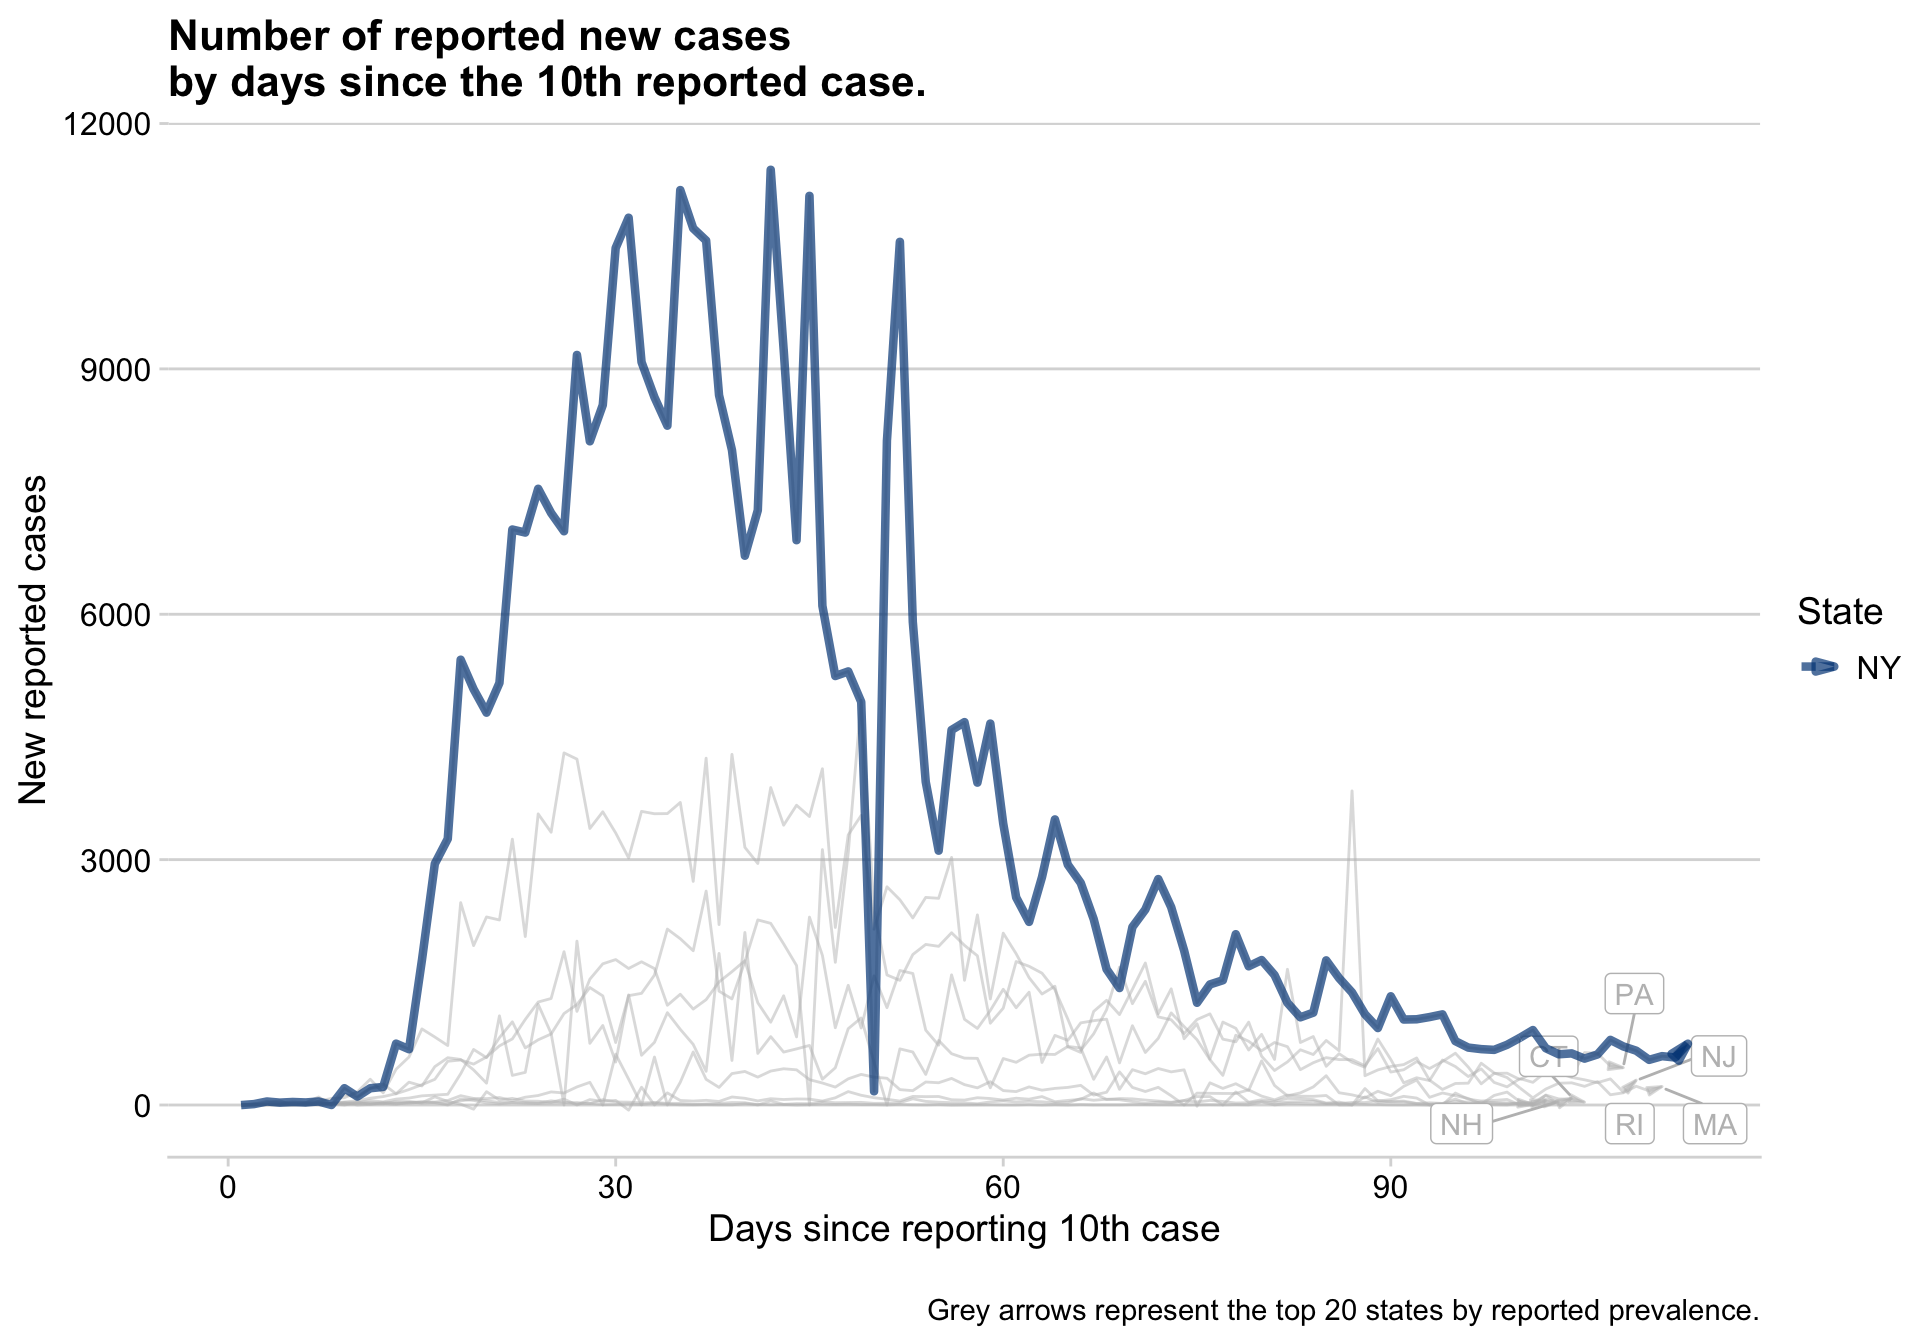 Number of reported new cases
by days since the 10th reported case.
12000
9000
6000
3000
0
New reported cases
State
NY
PA
CT
NJ
NH
RI
MA
0
30
60
90
Days since reporting 10th case
Grey arrows represent the top 20 states by reported prevalence.